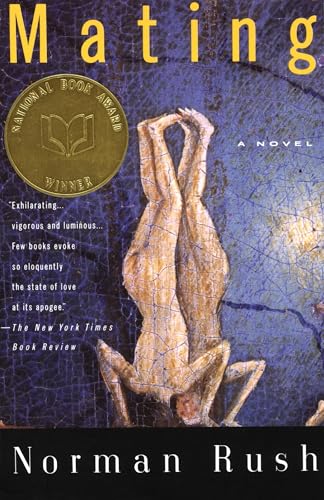 Mating
NATIONAL BOOK AWARD
WINNER
A NOVEL
"Exhilarating...
vigorous and luminous...
Few books evoke
so eloquently
the state of love
at its apogee."
—The New York Times
Book Review
Norman Rush